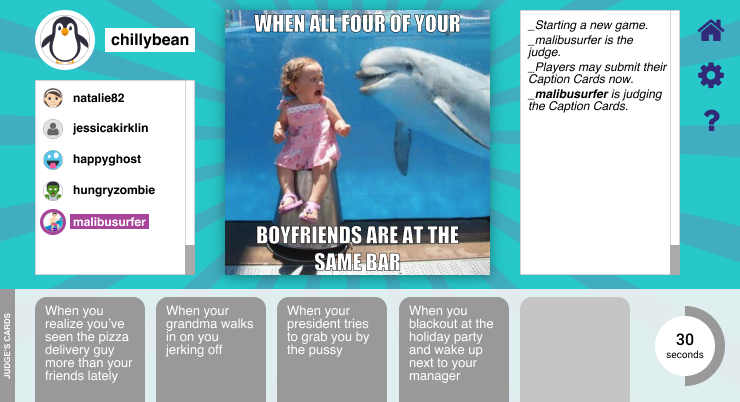 chillybean
natalie82
jessicakirklin
happyghost
hungryzombie
malibusurfer
WHEN ALL FOUR OF YOUR
BOYFRIENDS ARE AT THE
SAME BAR
_Starting a new game.
_malibusurfer is the
judge.
_Players may submit their
Caption Cards now.
_malibusurfer is judging
the Caption Cards.
?
JUDGE'S CARDS
When you
realize you've
seen the pizza
delivery guy
more than your
friends lately
When your
grandma walks
in on you
jerking off
When your
president tries
to grab you by
the pussy
When you
blackout at the
holiday party
and wake up
next to your
manager
30
seconds